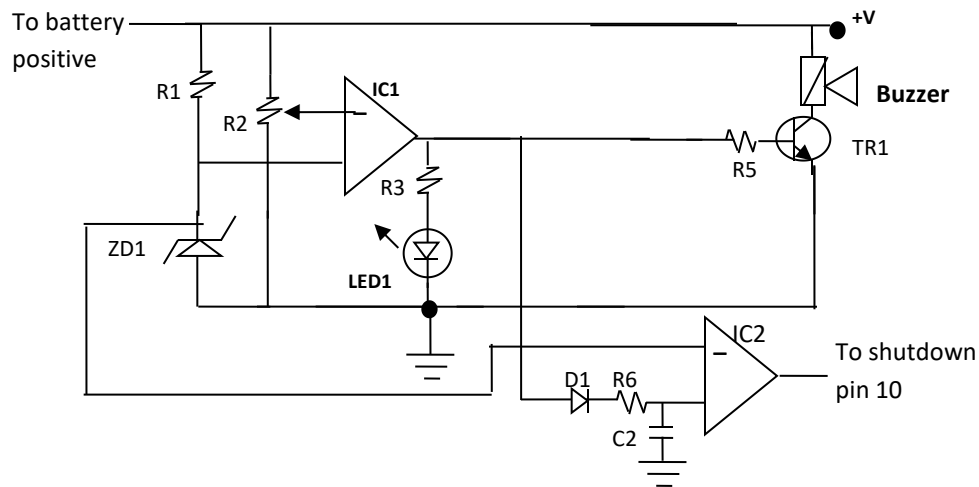 To battery
positive
+V
R1
R2
IC1
Buzzer
R3
R5
TR1
ZD1
LED1
IC2
To shutdown
pin 10
D1
R6
C2